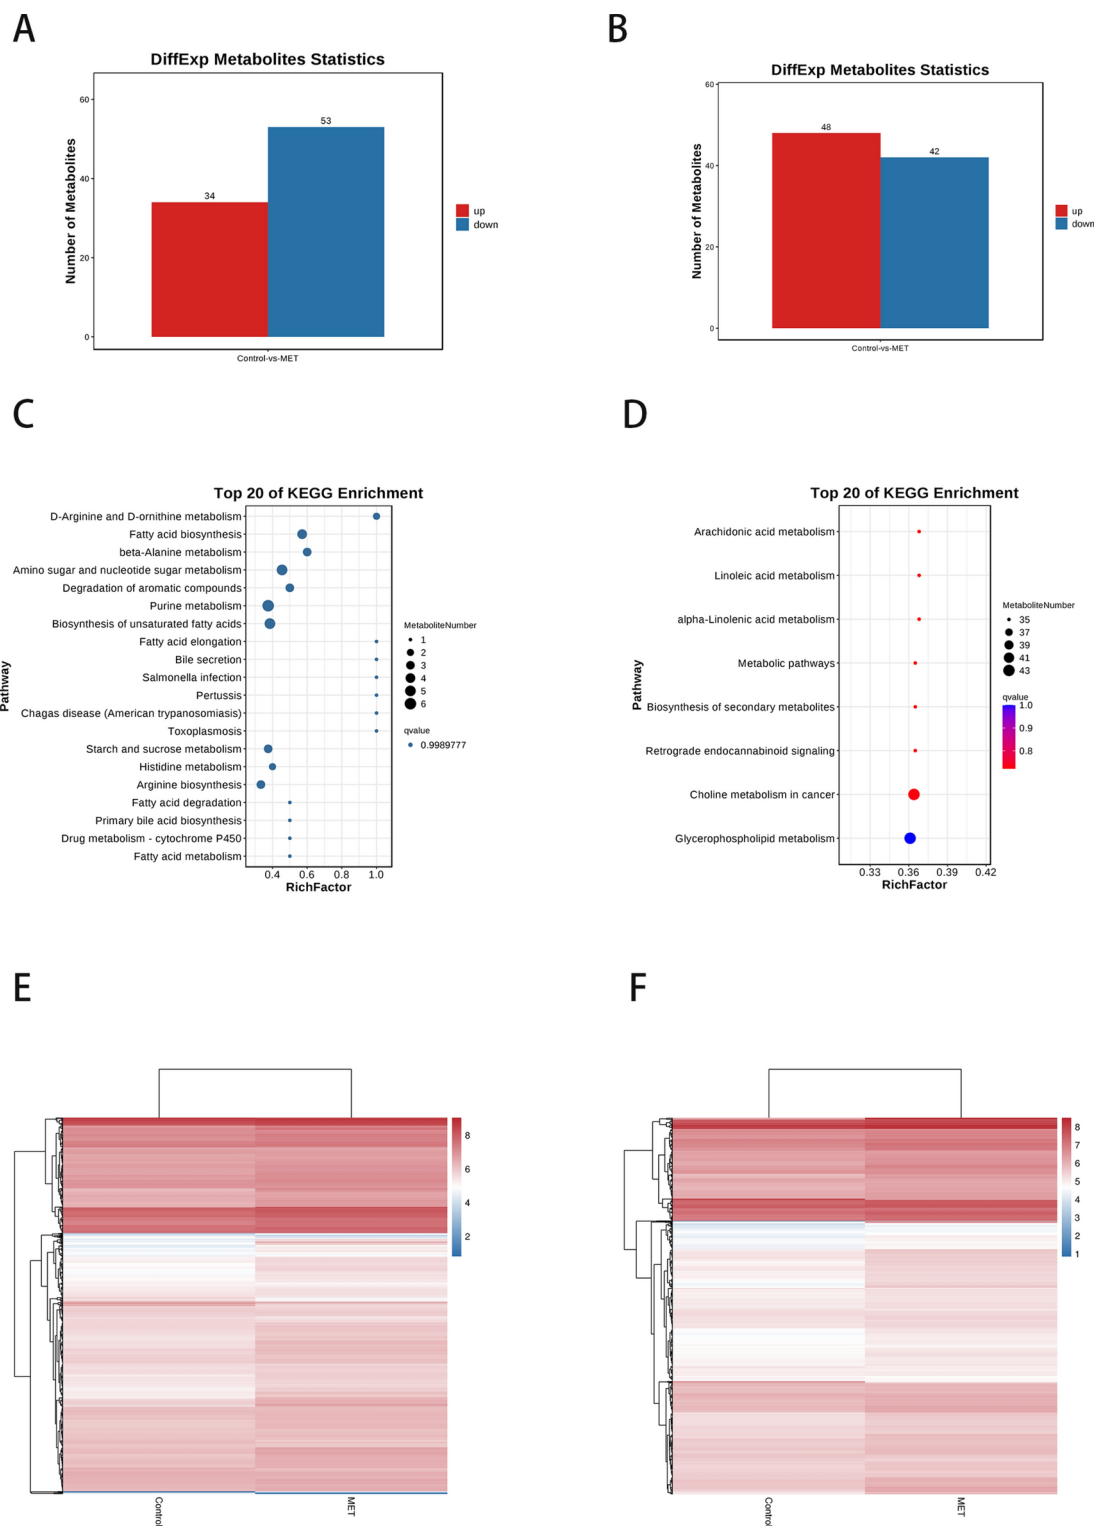 A
DiffExp Metabolites Statistics
Number of Metabolites
60
40
20
0
34
53
Control-vs-MET
up
down
B
DiffExp Metabolites Statistics
Number of Metabolites
60
40
20
0
48
42
Control-vs-MET
up
down
C
Top 20 of KEGG Enrichment
Pathway
D-Arginine and D-ornithine metabolism
Fatty acid biosynthesis
beta-Alanine metabolism
Amino sugar and nucleotide sugar metabolism
Degradation of aromatic compounds
Purine metabolism
Biosynthesis of unsaturated fatty acids
Fatty acid elongation
Bile secretion
Salmonella infection
Pertussis
Chagas disease (American trypanosomiasis)
Toxoplasmosis
Starch and sucrose metabolism
Histidine metabolism
Arginine biosynthesis
Fatty acid degradation
Primary bile acid biosynthesis
Drug metabolism - cytochrome P450
Fatty acid metabolism
0.4 0.6 0.8 1.0
RichFactor
MetaboliteNumber
1
2
3
4
5
6
qvalue
0.9989777
D
Top 20 of KEGG Enrichment
Pathway
Arachidonic acid metabolism
Linoleic acid metabolism
alpha-Linolenic acid metabolism
Metabolic pathways
Biosynthesis of secondary metabolites
Retrograde endocannabinoid signaling
Choline metabolism in cancer
Glycerophospholipid metabolism
0.33 0.36 0.39 0.42
RichFactor
MetaboliteNumber
35
37
39
41
43
qvalue
1.0
0.9
0.8
E
8
6
4
2
Control
MET
F
8
7
6
5
4
3
2
1
Control
MET